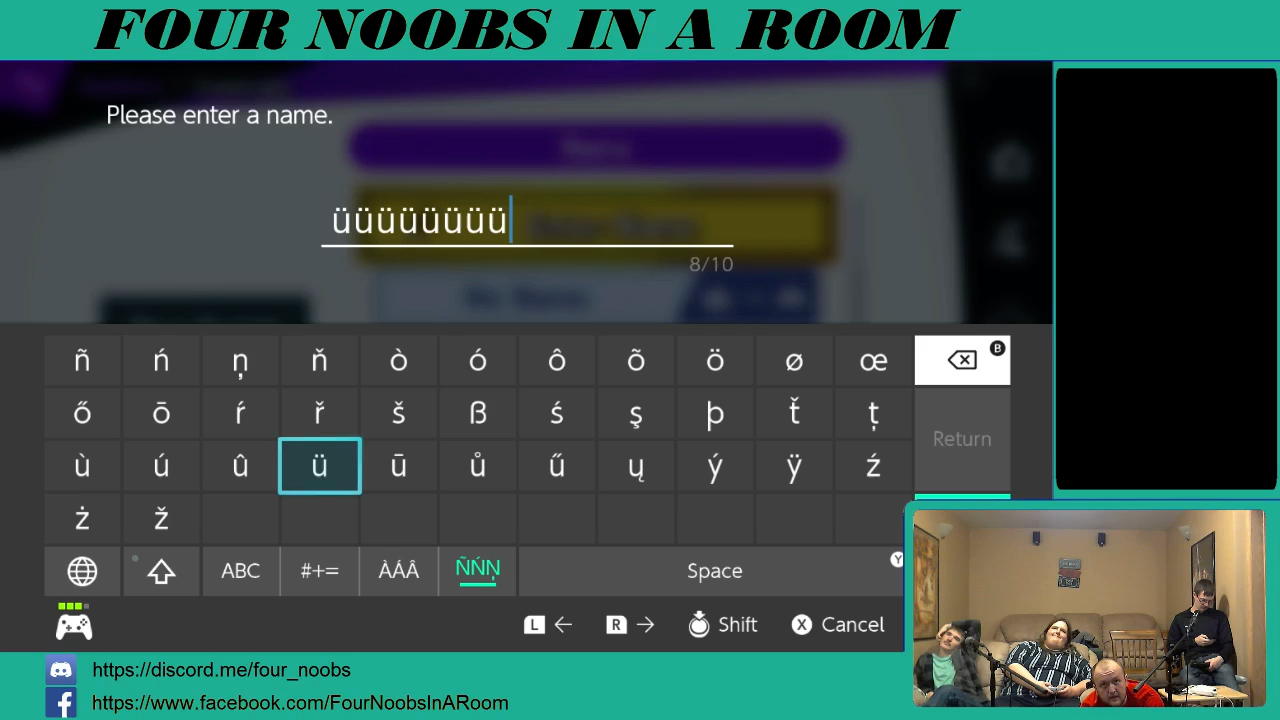 FOUR NOOBS IN A ROOM
Please enter a name.
üüüüüüüü
8/10
ñ ń ņ ň ò ó ô õ ö ø œ B
ő ō ŕ ř š ß ś ş þ ť ț Return
ù ú û ü ū ů ű ų ý ÿ ź
ż ž
ABC #+= ÀÁÂ ÑŃŅ Space Y
L ← R → Shift X Cancel
https://discord.me/four_noobs
https://www.facebook.com/FourNoobsInARoom